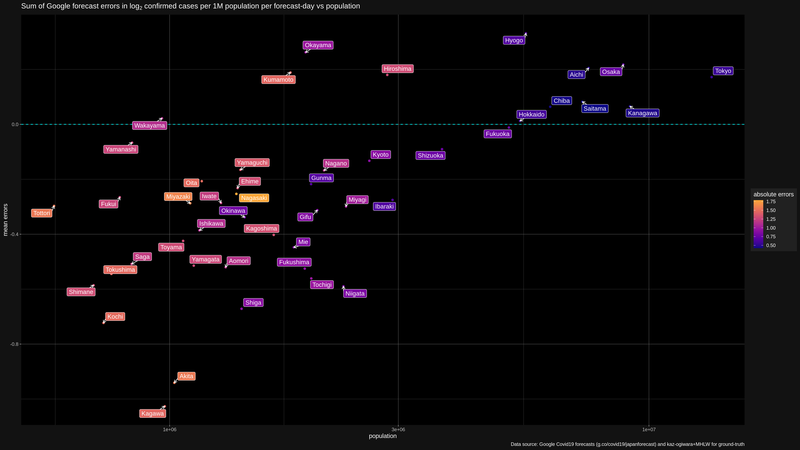 Sum of Google forecast errors in log2 confirmed cases per 1M population per forecast-day vs population
Hyogo
Okayama
Hiroshima
Tokyo
Osaka
Aichi
Kumamoto
Chiba
Saitama
Kanagawa
Hokkaido
0.0
Wakayama
Fukuoka
Yamanashi
Kyoto
Shizuoka
Yamaguchi
Nagano
Gunma
Oita
Ehime
absolute errors
1.75
1.50
1.25
1.00
0.75
0.50
Miyazaki
Iwate
Nagasaki
Miyagi
Fukui
Ibaraki
Tottori
Okinawa
Gifu
mean errors
Ishikawa
Kagoshima
-0.4
Mie
Toyama
Saga
Yamagata
Aomori
Fukushima
Tokushima
Tochigi
Shimane
Niigata
Shiga
Kochi
-0.8
Akita
Kagawa
1e+06
3e+06
1e+07
population
Data source: Google Covid19 forecasts (g.co/covid19/japanforecast) and kaz-ogiwara+MHLW for ground-truth